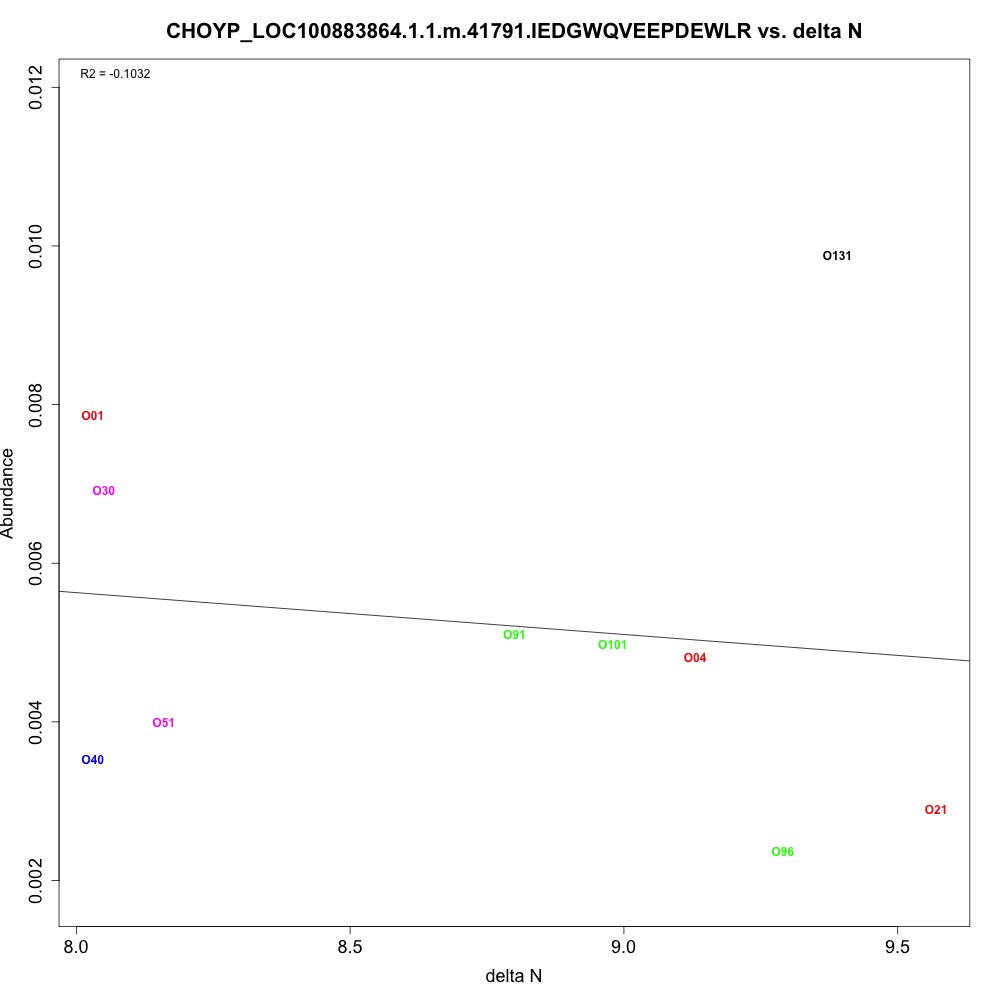 CHOYP_LOC100883864.1.1.m.41791.IEDGWQVEEPDEWLR vs. delta N
R2 = -0.1032
0.012
0.010
0.008
0.006
0.004
0.002
Abundance
O131
O01
O30
O91
O101
O04
O51
O40
O21
O96
8.0
8.5
9.0
9.5
delta N